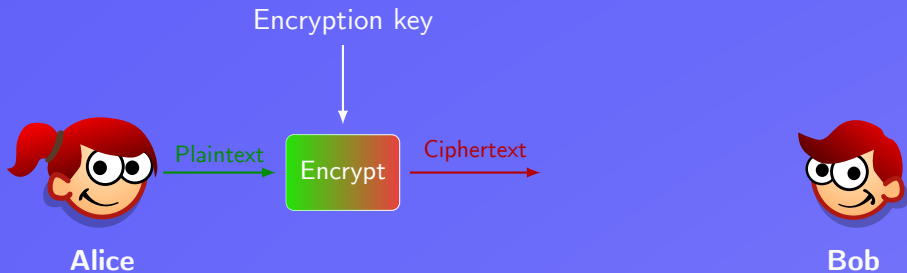 Encryption key
Plaintext
Encrypt
Ciphertext
Alice
Bob